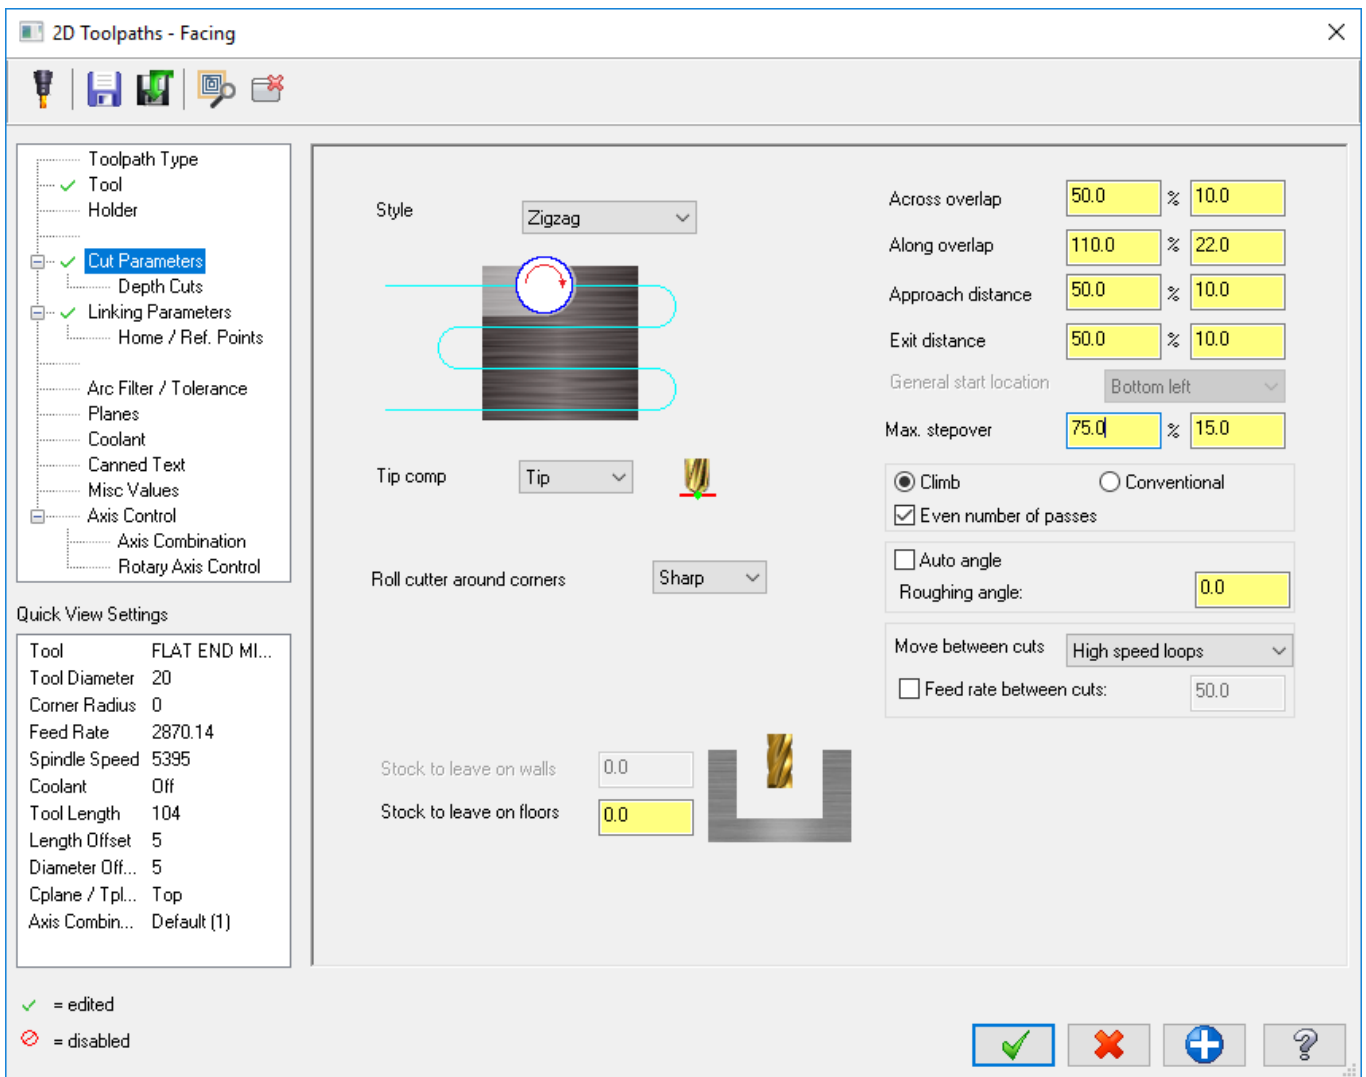 2D Toolpaths - Facing
Toolpath Type
Tool
Holder
Cut Parameters
Depth Cuts
Linking Parameters
Home / Ref. Points
Arc Filter / Tolerance
Planes
Coolant
Canned Text
Misc Values
Axis Control
Axis Combination
Rotary Axis Control
Quick View Settings
Tool FLAT END MI...
Tool Diameter 20
Corner Radius 0
Feed Rate 2870.14
Spindle Speed 5395
Coolant Off
Tool Length 104
Length Offset 5
Diameter Off... 5
Cplane / Tpl... Top
Axis Combin... Default (1)
= edited
= disabled
Style Zigzag
Tip comp Tip
Roll cutter around corners Sharp
Stock to leave on walls 0.0
Stock to leave on floors 0.0
Across overlap 50.0 % 10.0
Along overlap 110.0 % 22.0
Approach distance 50.0 % 10.0
Exit distance 50.0 % 10.0
General start location Bottom left
Max. stepover 75.0 % 15.0
Climb Conventional
Even number of passes
Auto angle
Roughing angle: 0.0
Move between cuts High speed loops
Feed rate between cuts: 50.0